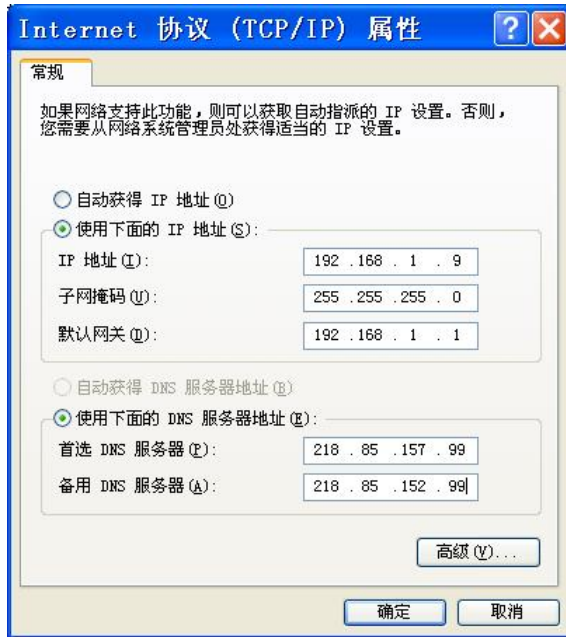 Internet 协议 (TCP/IP) 属性
常规
如果网络支持此功能，则可以获取自动指派的 IP 设置。否则，
您需要从网络系统管理员处获得适当的 IP 设置。
自动获得 IP 地址(O)
使用下面的 IP 地址(S):
IP 地址(I): 192 .168 . 1 . 9
子网掩码(U): 255 .255 .255 . 0
默认网关(D): 192 .168 . 1 . 1
自动获得 DNS 服务器地址(B)
使用下面的 DNS 服务器地址(E):
首选 DNS 服务器(P): 218 . 85 .157 . 99
备用 DNS 服务器(A): 218 . 85 .152 . 99
高级(V)...
确定 取消